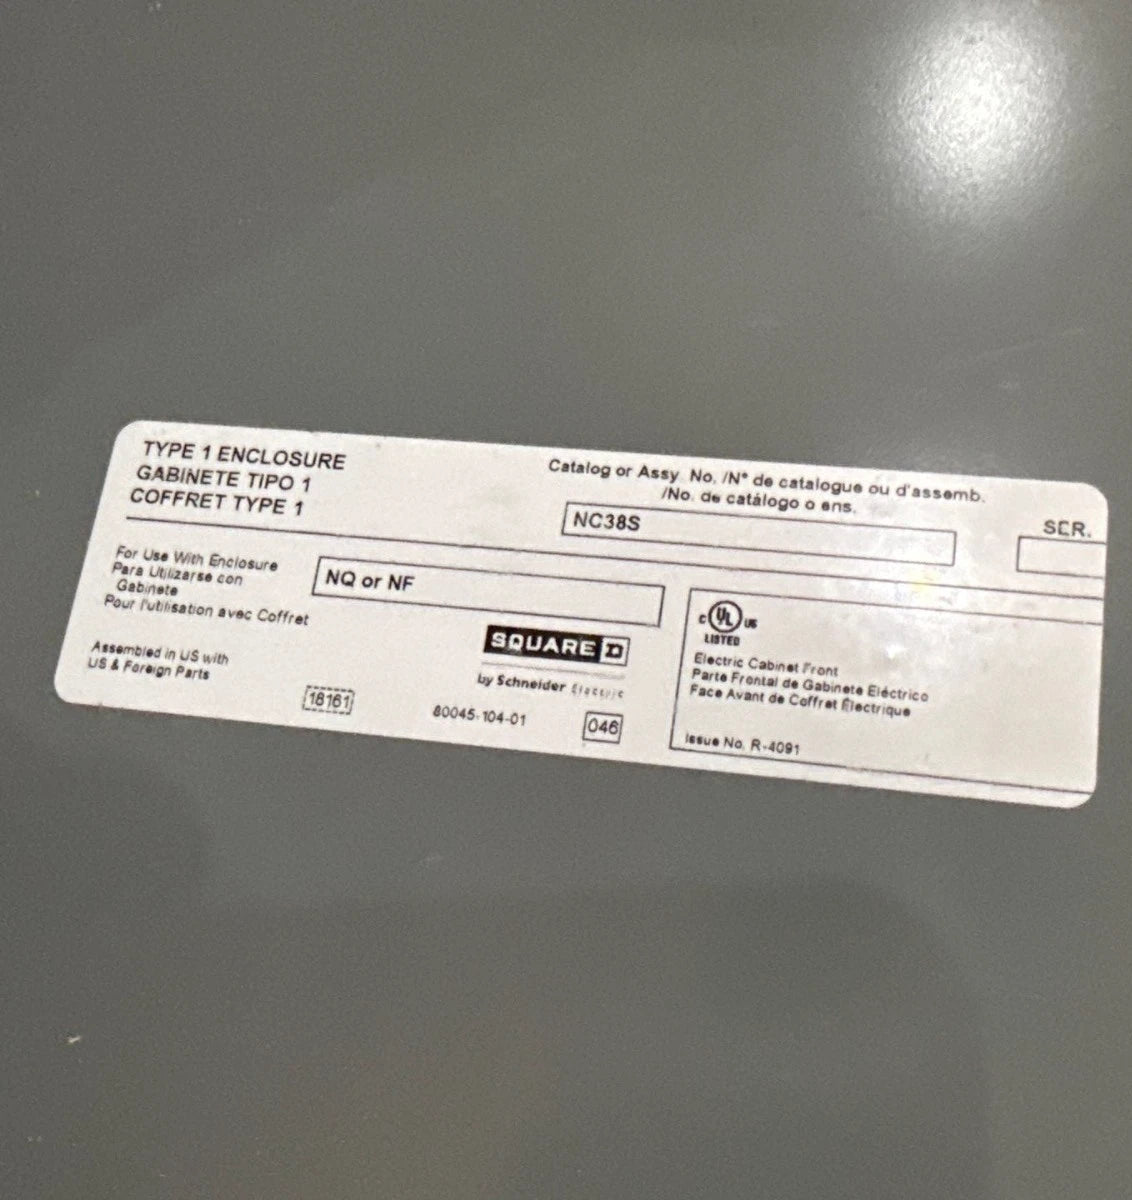 TYPE 1 ENCLOSURE
GABINETE TIPO 1
COFFRET TYPE 1
Catalog or Assy No. /N° de catalogue ou d'assemb.
/No. de catálogo o ens.
NC38S
SER.
For Use With Enclosure
Para Utilizarse con
Gabinete
Pour l'utilisation avec Coffret
NQ or NF
Assembled in US with
US & Foreign Parts
18161
SQUARE D
by Schneider Electric
80045-104-01
046
C UL US
LISTED
Electric Cabinet Front
Parte Frontal de Gabinete Eléctrico
Face Avant de Coffret Électrique
Issue No. R-4091